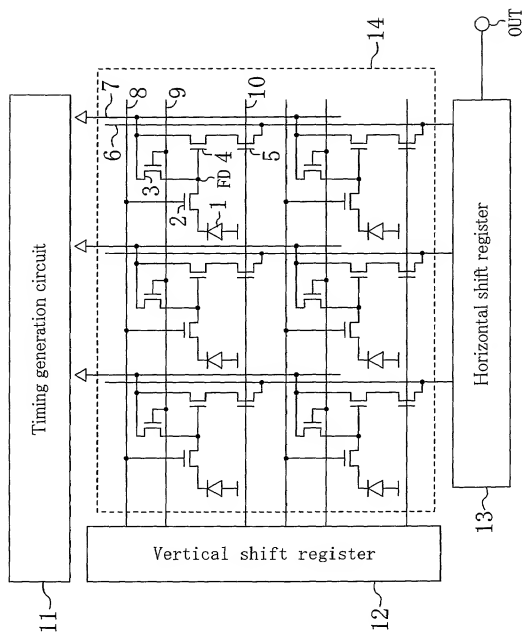 11
Timing generation circuit
14
7
6
8
9
10
3
4
5
2
FD
1
Vertical shift register
12
Horizontal shift register
13
OUT